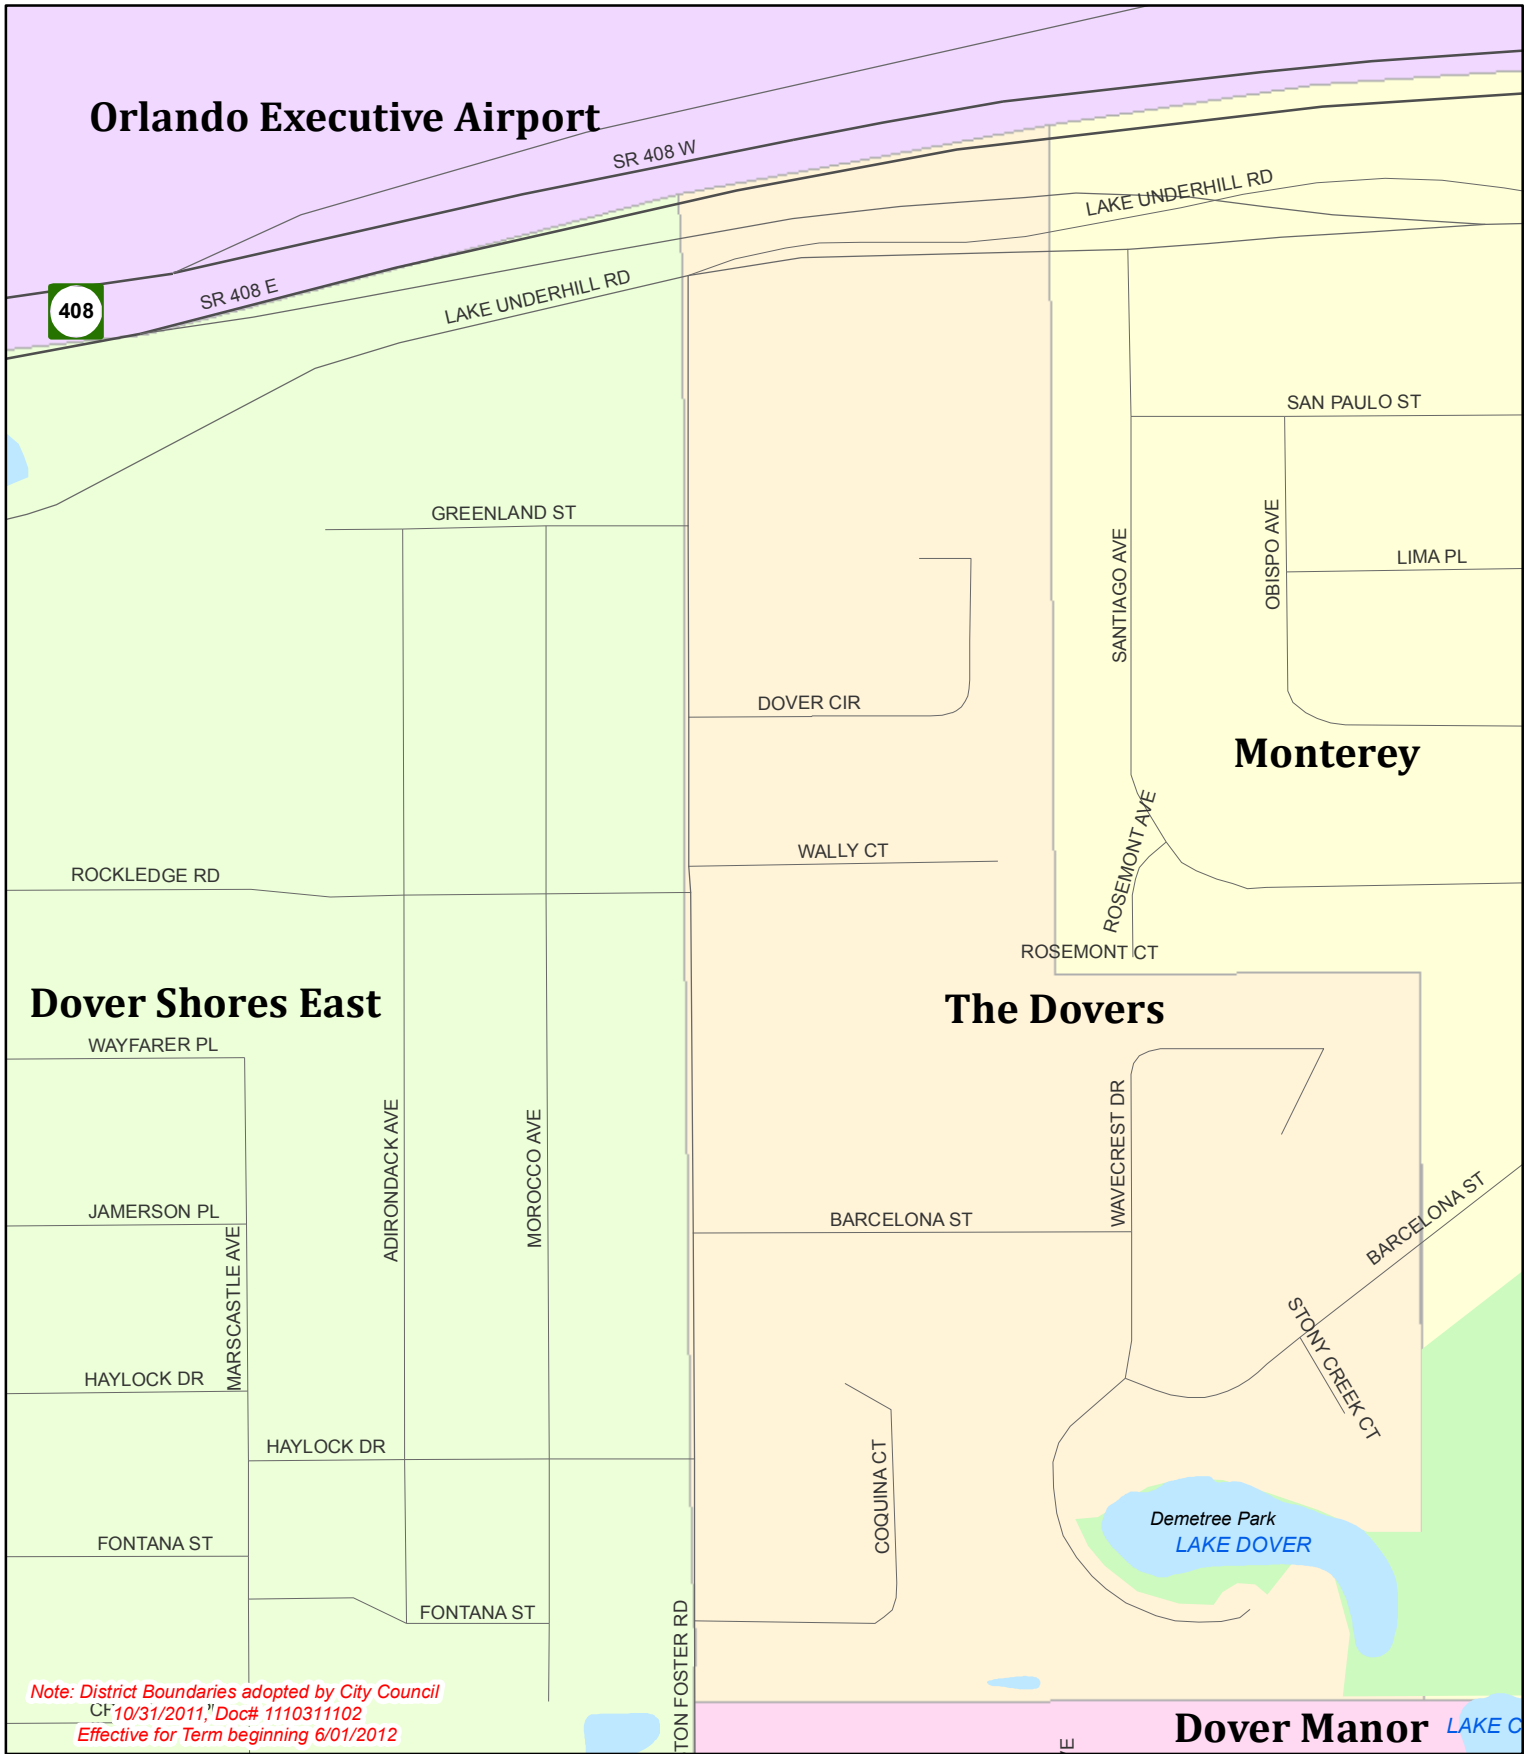 Orlando Executive Airport
SR 408 W
LAKE UNDERHILL RD
SR 408 E
408
LAKE UNDERHILL RD
SAN PAULO ST
GREENLAND ST
SANTIAGO AVE
OBISPO AVE
LIMA PL
DOVER CIR
Monterey
WALLY CT
ROSEMONT AVE
ROCKLEDGE RD
ROSEMONT CT
Dover Shores East
The Dovers
WAYFARER PL
ADIRONDACK AVE
MOROCCO AVE
WAVECREST DR
JAMERSON PL
BARCELONA ST
BARCELONA ST
MARSCASTLE AVE
STONY CREEK CT
HAYLOCK DR
HAYLOCK DR
COQUINA CT
Demetree Park
LAKE DOVER
FONTANA ST
FONTANA ST
TON FOSTER RD
Note: District Boundaries adopted by City Council
10/31/2011, Doc# 1110311102
Effective for Term beginning 6/01/2012
Dover Manor
LAKE C
VE